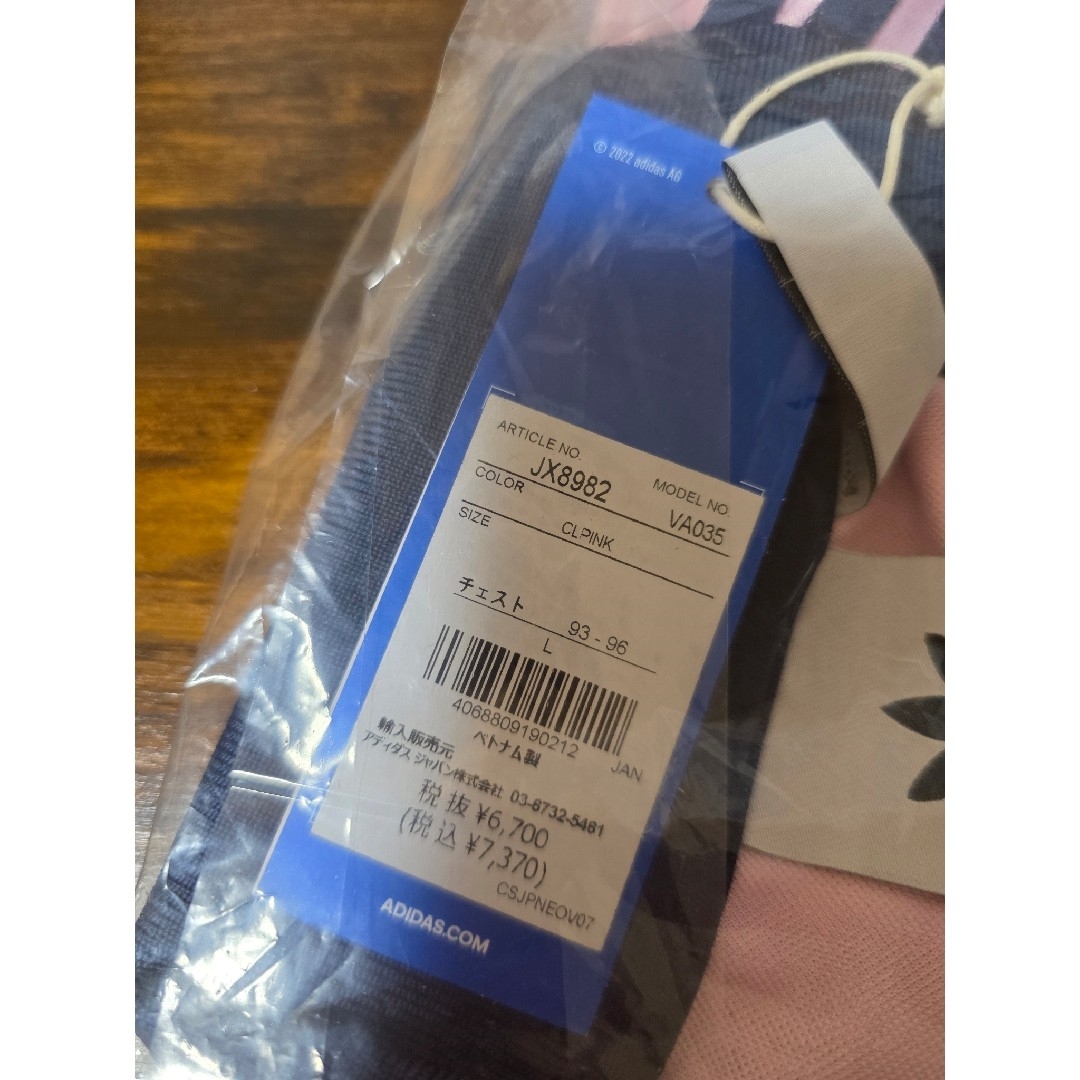 © 2022 adidas AG
ARTICLE NO.
JX8982
MODEL NO.
VA035
COLOR
CLPINK
SIZE
チェスト
93 - 96
L
4068809190212
JAN
ベトナム製
輸入販売元
アディダス ジャパン株式会社 03-6732-5461
税 抜 ¥6,700
(税 込 ¥7,370)
CSJPNEOV07
ADIDAS.COM